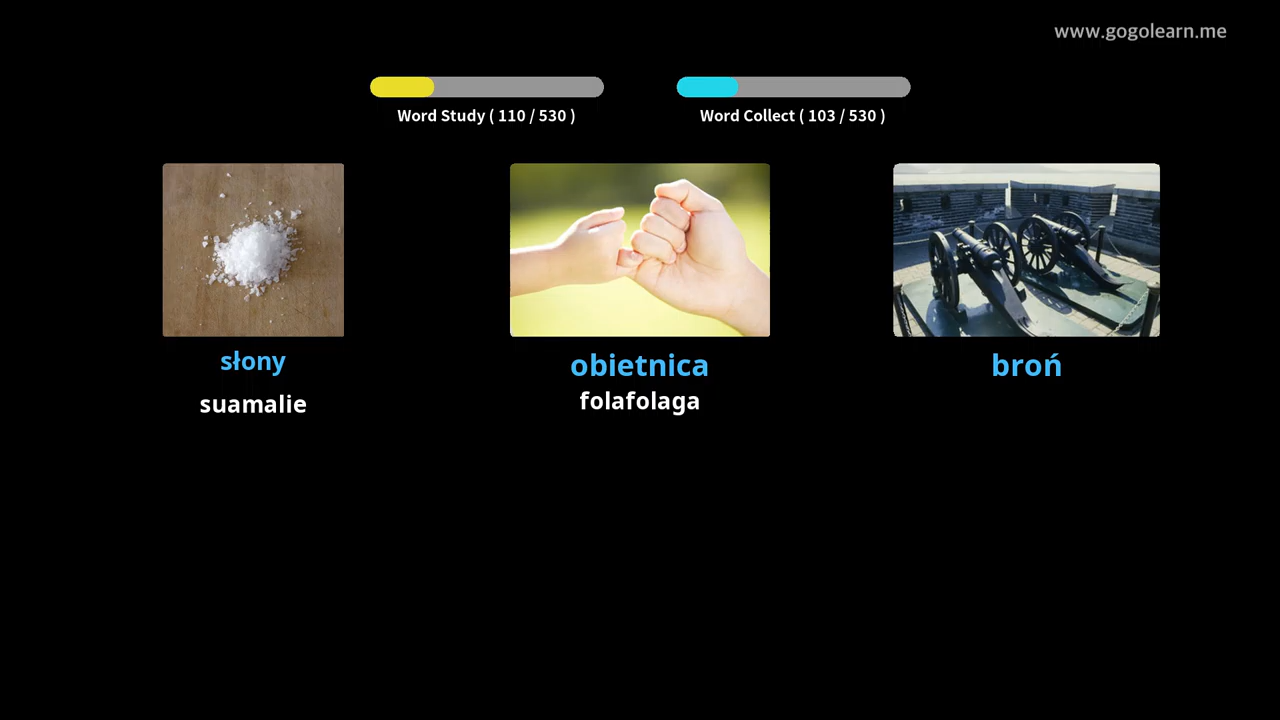 www.gogolearn.me
Word Study ( 110 / 530 )
Word Collect ( 103 / 530 )
słony
suamalie
obietnica
folafolaga
broń